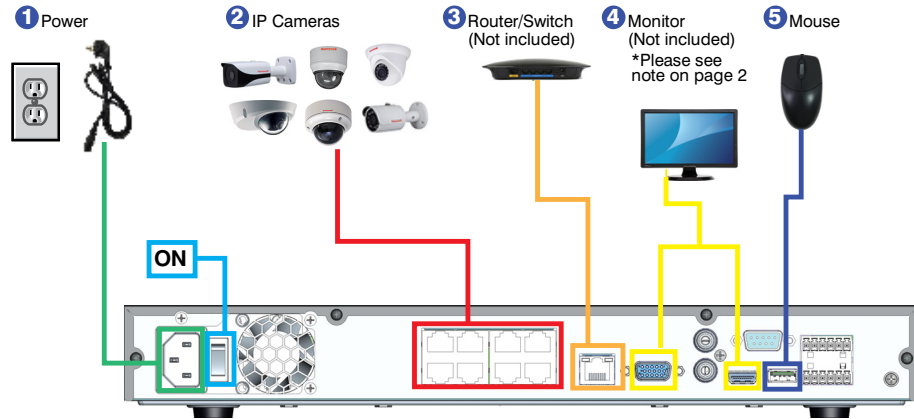 1 Power
2 IP Cameras
3 Router/Switch
(Not included)
4 Monitor
(Not included)
*Please see
note on page 2
5 Mouse
ON